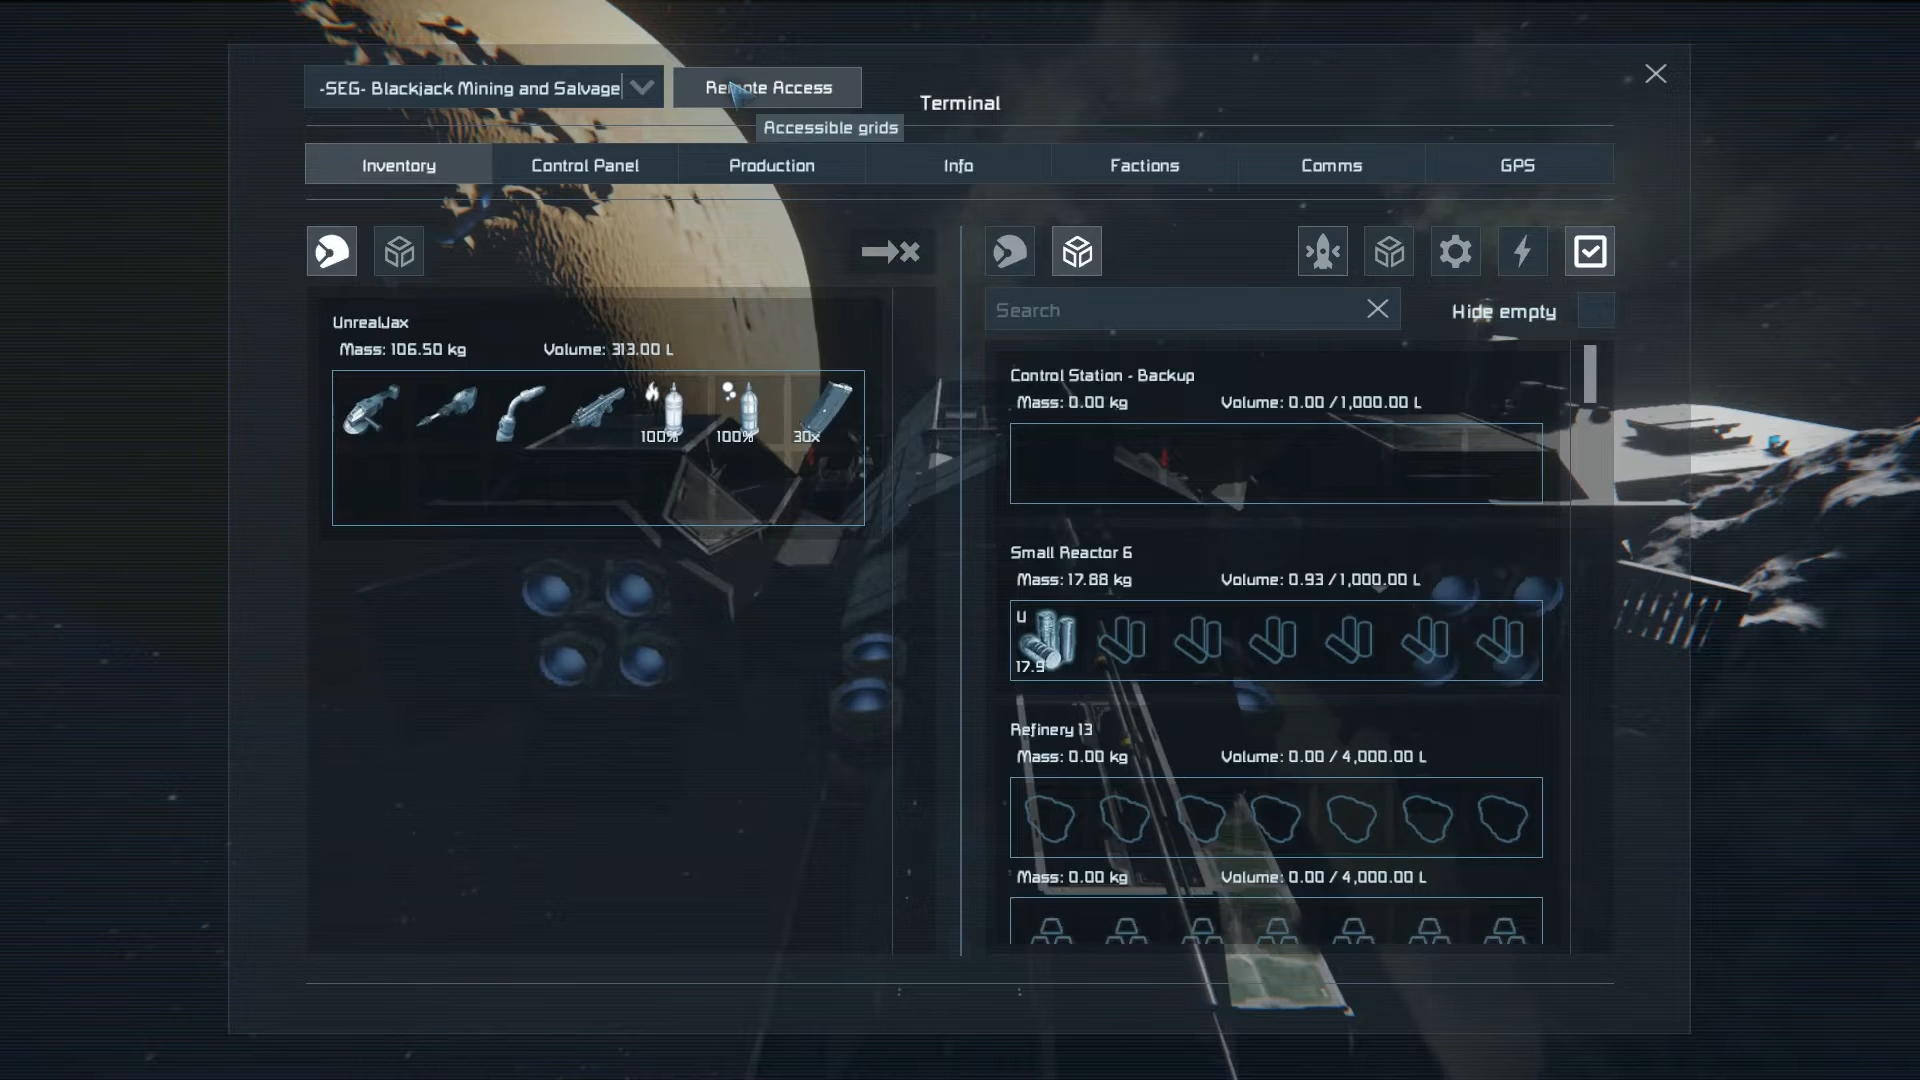 -SEG- Blackjack Mining and Salvage
Remote Access
Terminal
Accessible grids
Inventory
Control Panel
Production
Info
Factions
Comms
GPS
Search
Hide empty
UnrealJax
Mass: 106.50 kg
Volume: 313.00 L
100%
100%
30x
Control Station - Backup
Mass: 0.00 kg
Volume: 0.00 / 1,000.00 L
Small Reactor 6
Mass: 17.88 kg
Volume: 0.93 / 1,000.00 L
U
17.9
Refinery 13
Mass: 0.00 kg
Volume: 0.00 / 4,000.00 L
Mass: 0.00 kg
Volume: 0.00 / 4,000.00 L